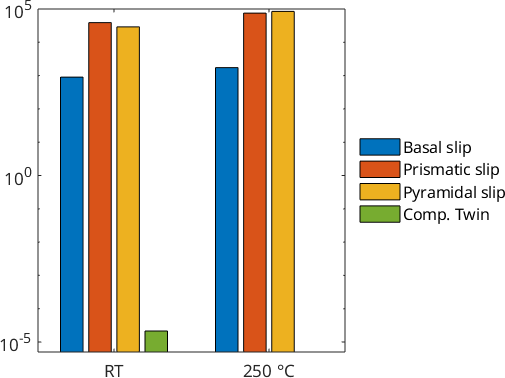 10^5
10^0
10^-5
RT
250 °C
Basal slip
Prismatic slip
Pyramidal slip
Comp. Twin